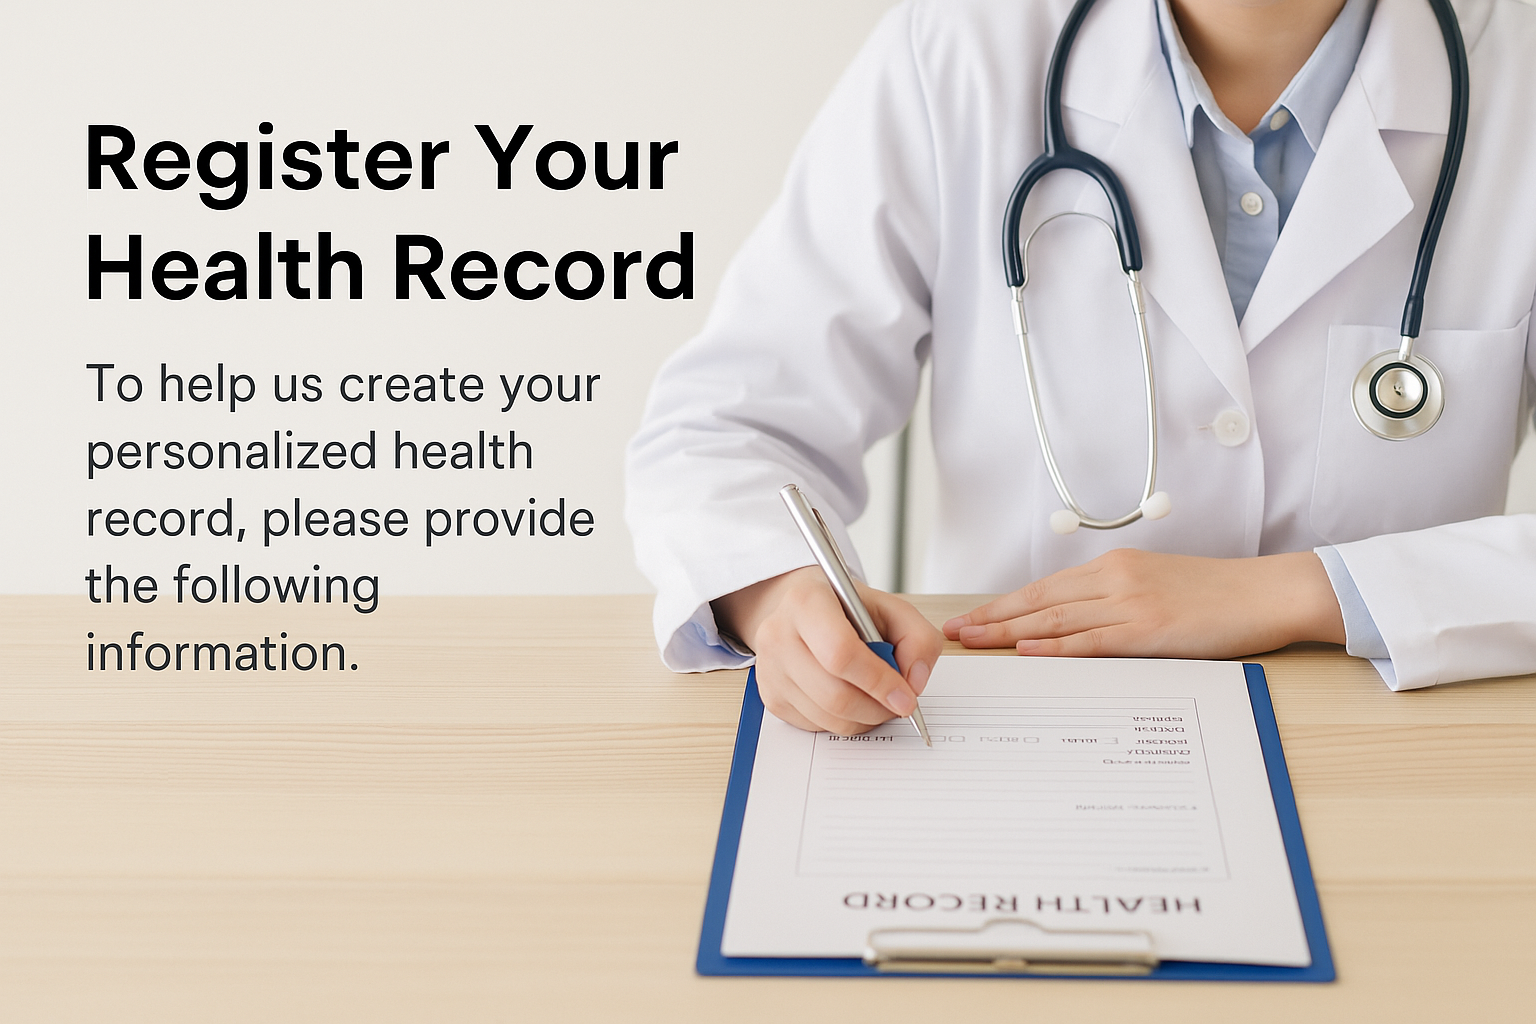 Register Your
Health Record
To help us create your
personalized health
record, please provide
the following
information.
HEALTH RECORD